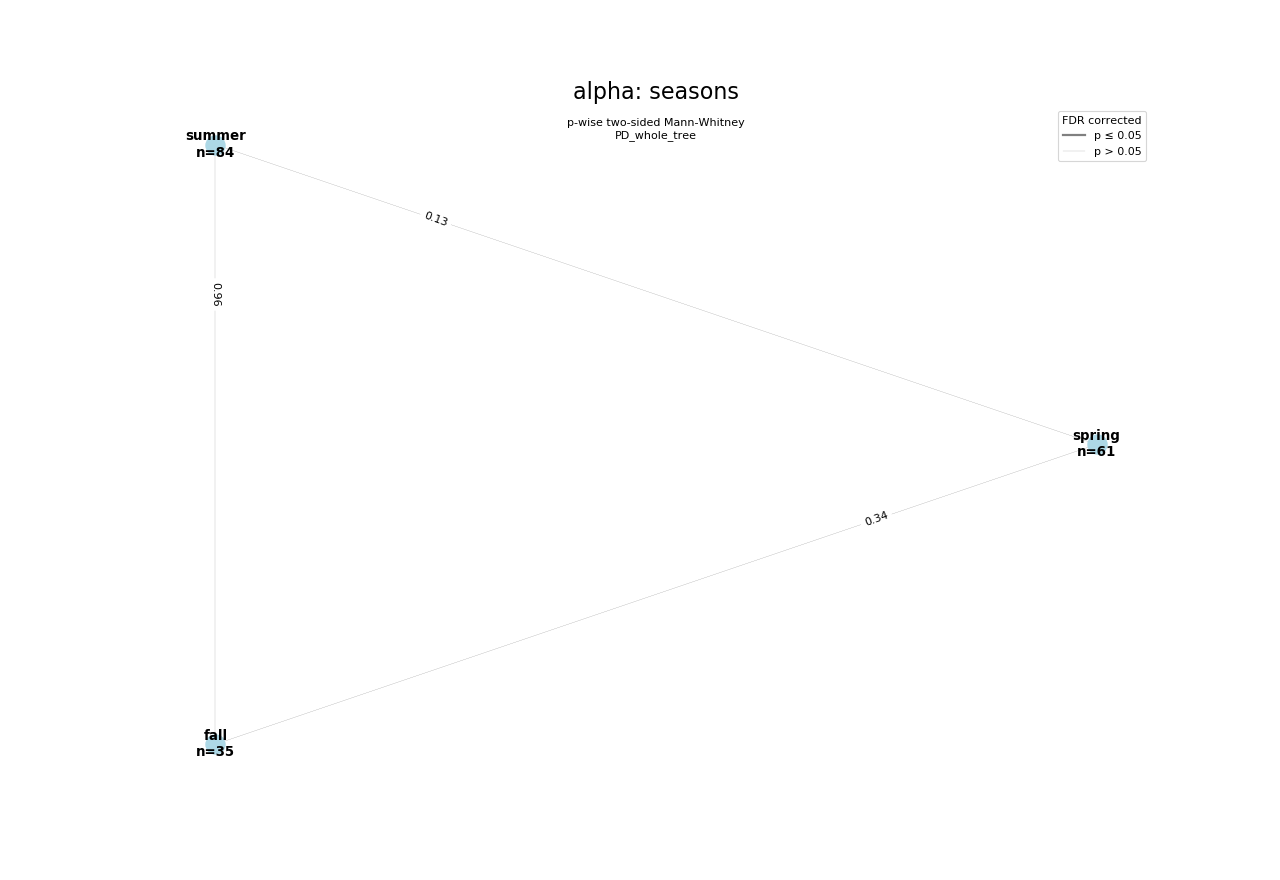 alpha: seasons
p-wise two-sided Mann-Whitney
PD_whole_tree
FDR corrected
p ≤ 0.05
p > 0.05
summer
n=84
0.13
0.96
spring
n=61
0.34
fall
n=35